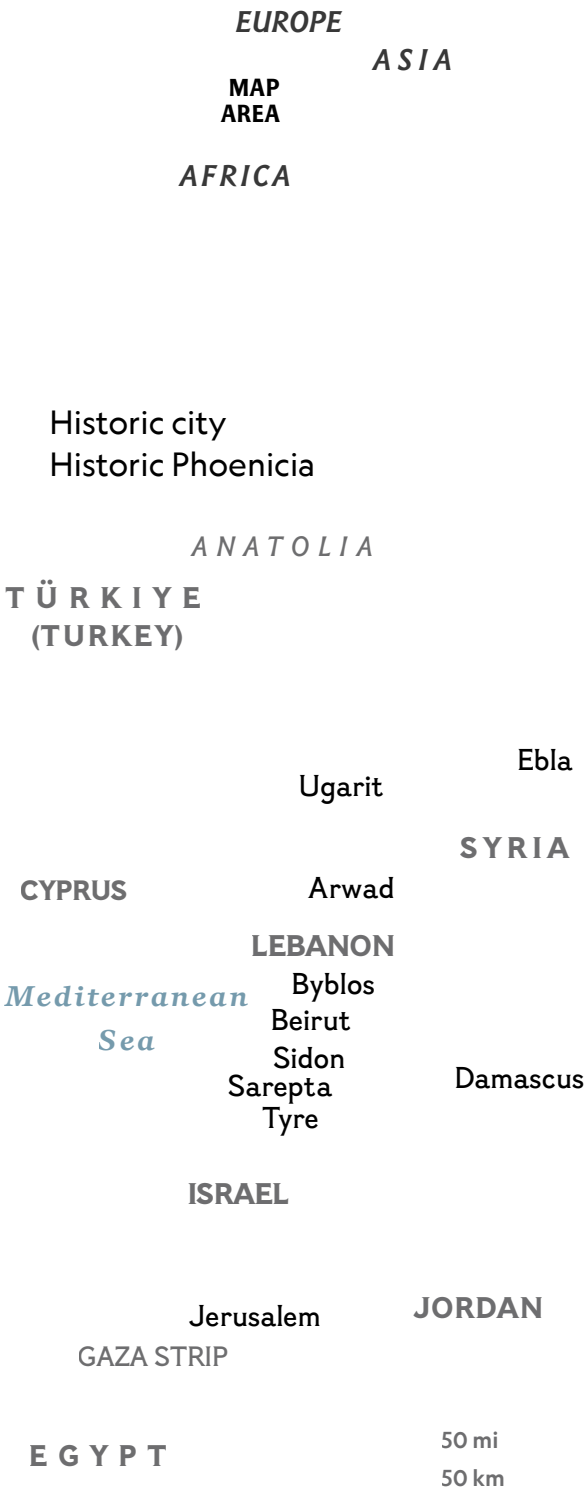 EUROPE
ASIA
MAP
AREA
AFRICA
Historic city
Historic Phoenicia
ANATOLIA
TÜRKIYE
(TURKEY)
Ebla
Ugarit
SYRIA
CYPRUS
Arwad
LEBANON
Byblos
Mediterranean
Sea
Beirut
Sidon
Sarepta
Damascus
Tyre
ISRAEL
Jerusalem
JORDAN
GAZA STRIP
EGYPT
50 mi
50 km